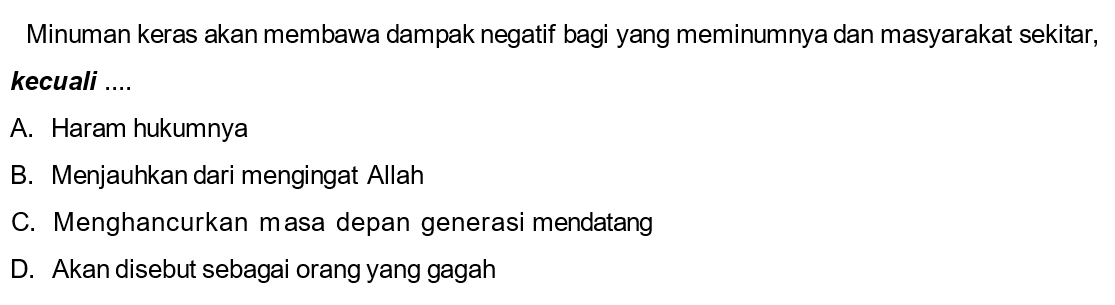 Minuman keras akan membawa dampak negatif bagi yang meminumnya dan masyarakat sekitar,
kecuali ....
A. Haram hukumnya
B. Menjauhkan dari mengingat Allah
C. Menghancurkan masa depan generasi mendatang
D. Akan disebut sebagai orang yang gagah